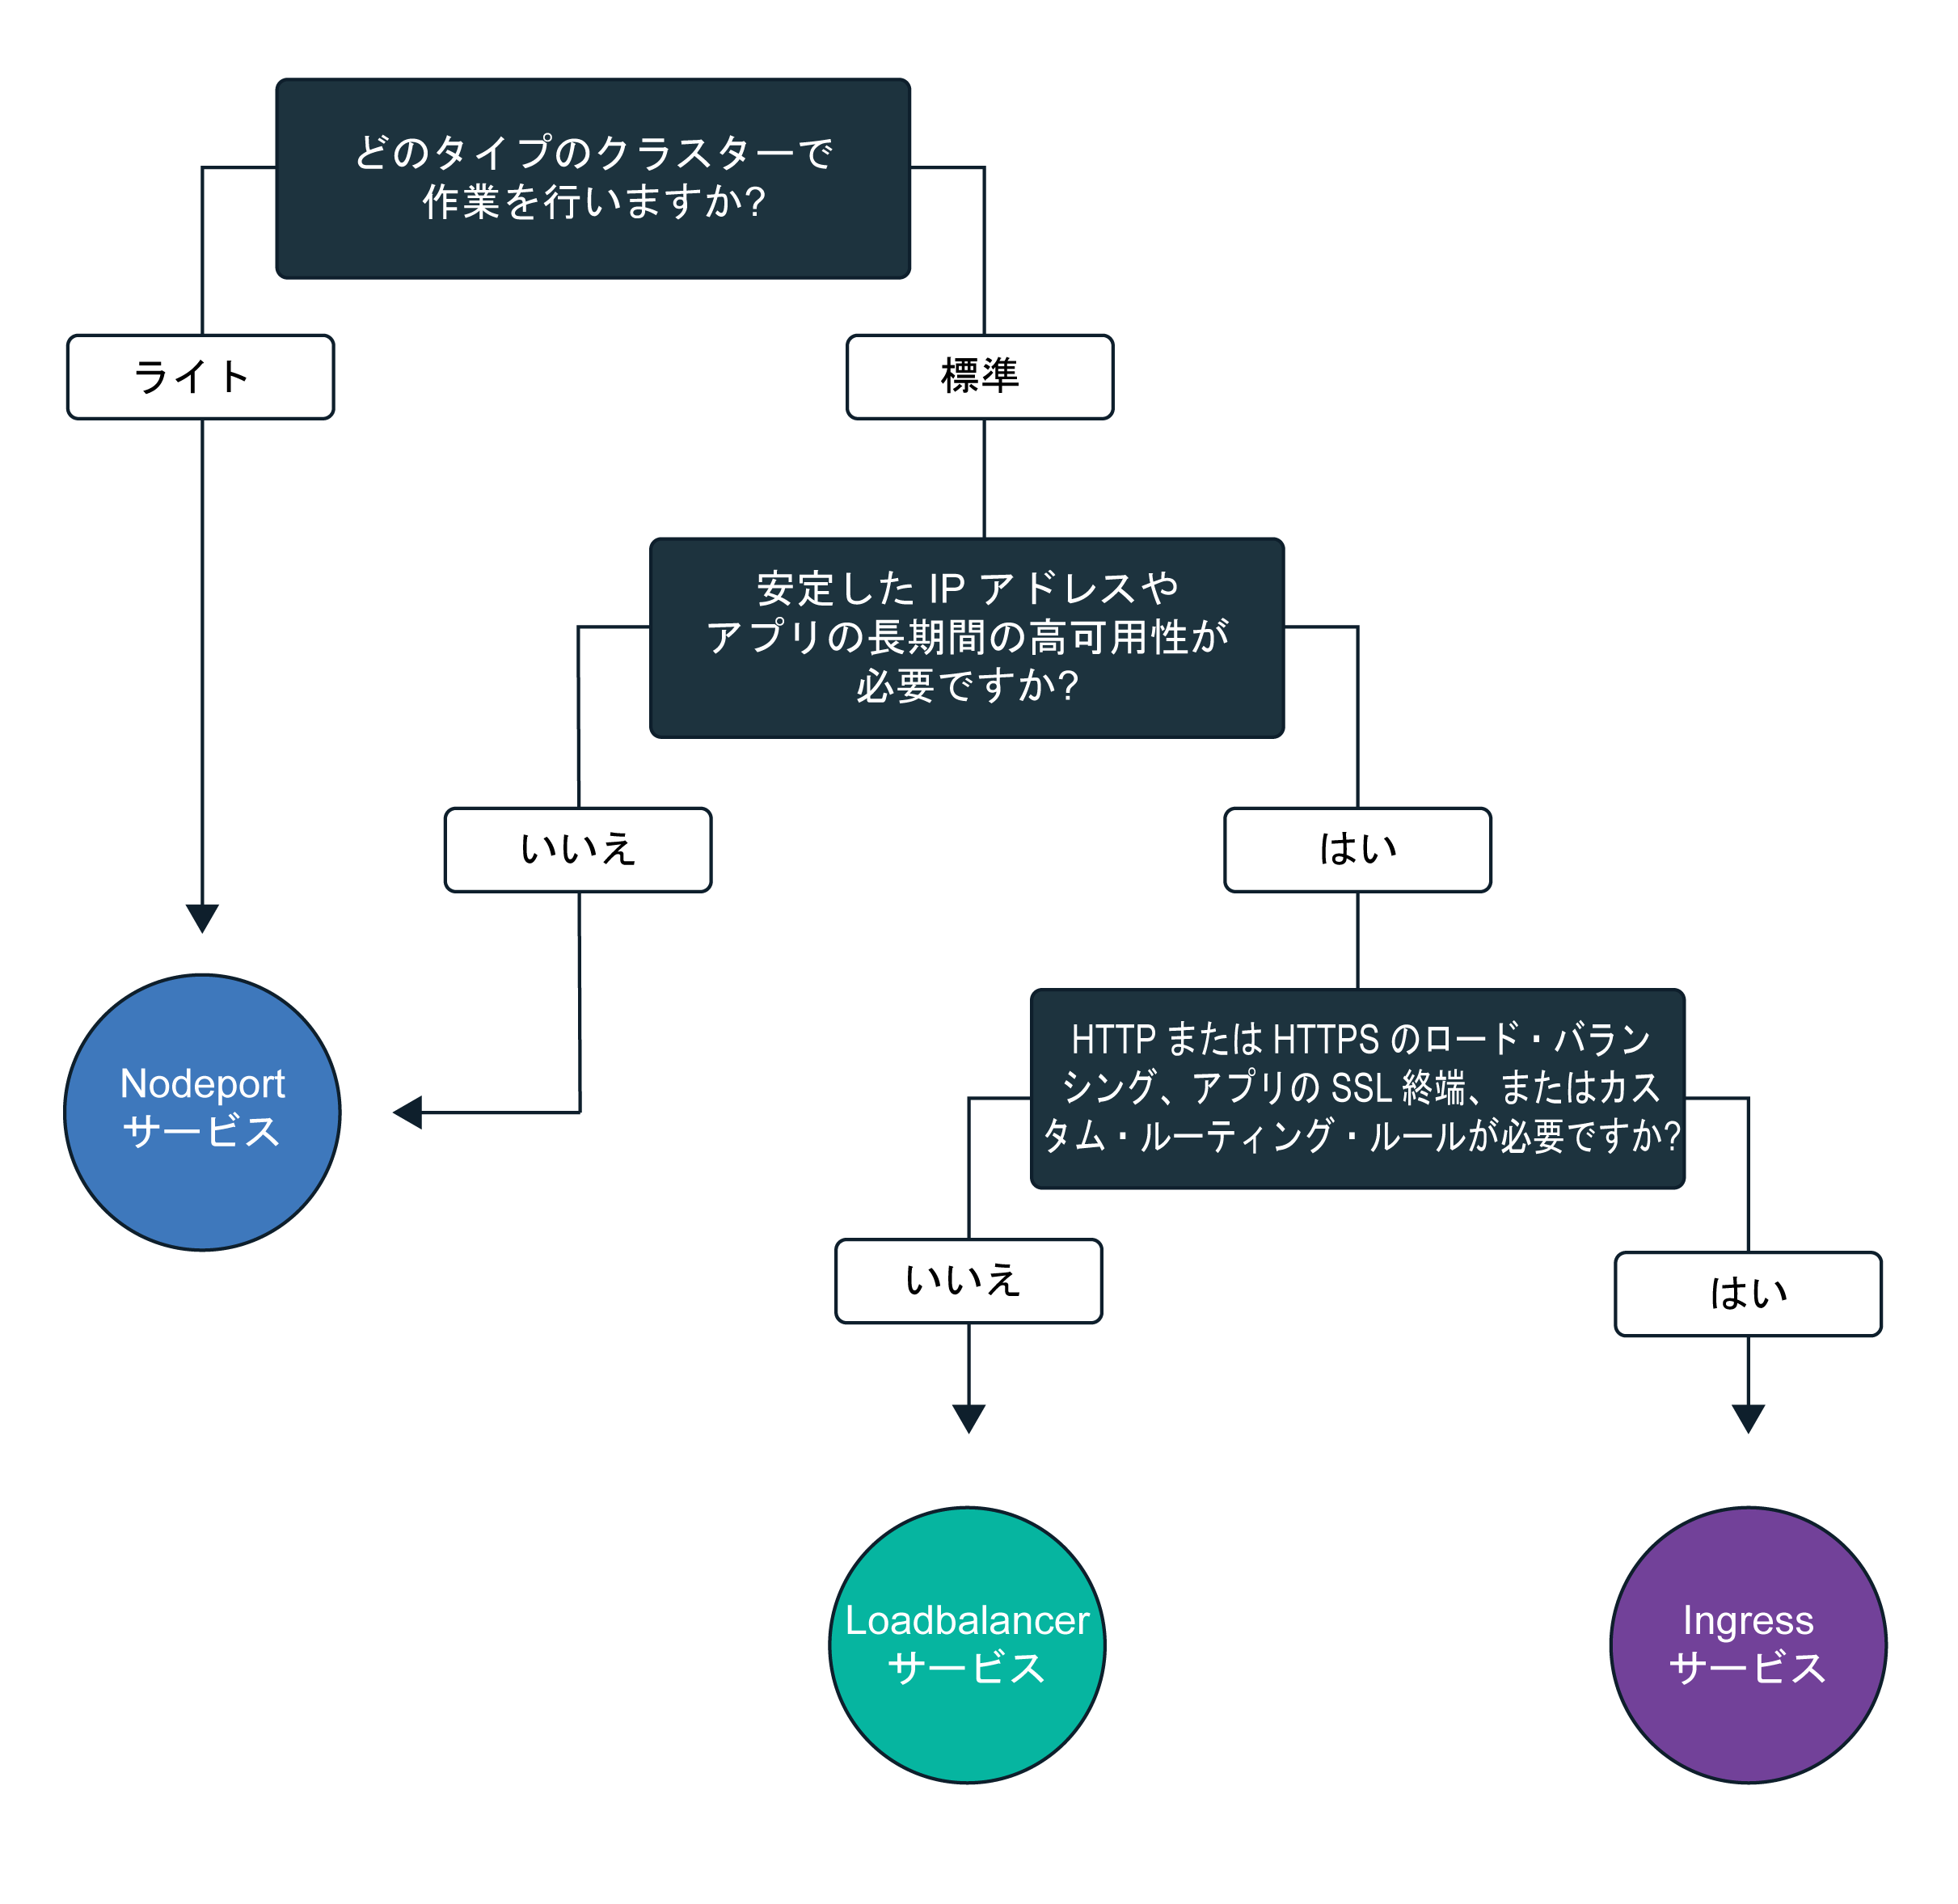 どのタイプのクラスターで
作業を行いますか?
ライト
標準
安定した IP アドレスや
アプリの長期間の高可用性が
必要ですか?
いいえ
はい
HTTP または HTTPS のロード・バラン
シング、アプリの SSL 終端、またはカス
タム・ルーティング・ルールが必要ですか?
Nodeport
サービス
いいえ
はい
Loadbalancer
サービス
Ingress
サービス